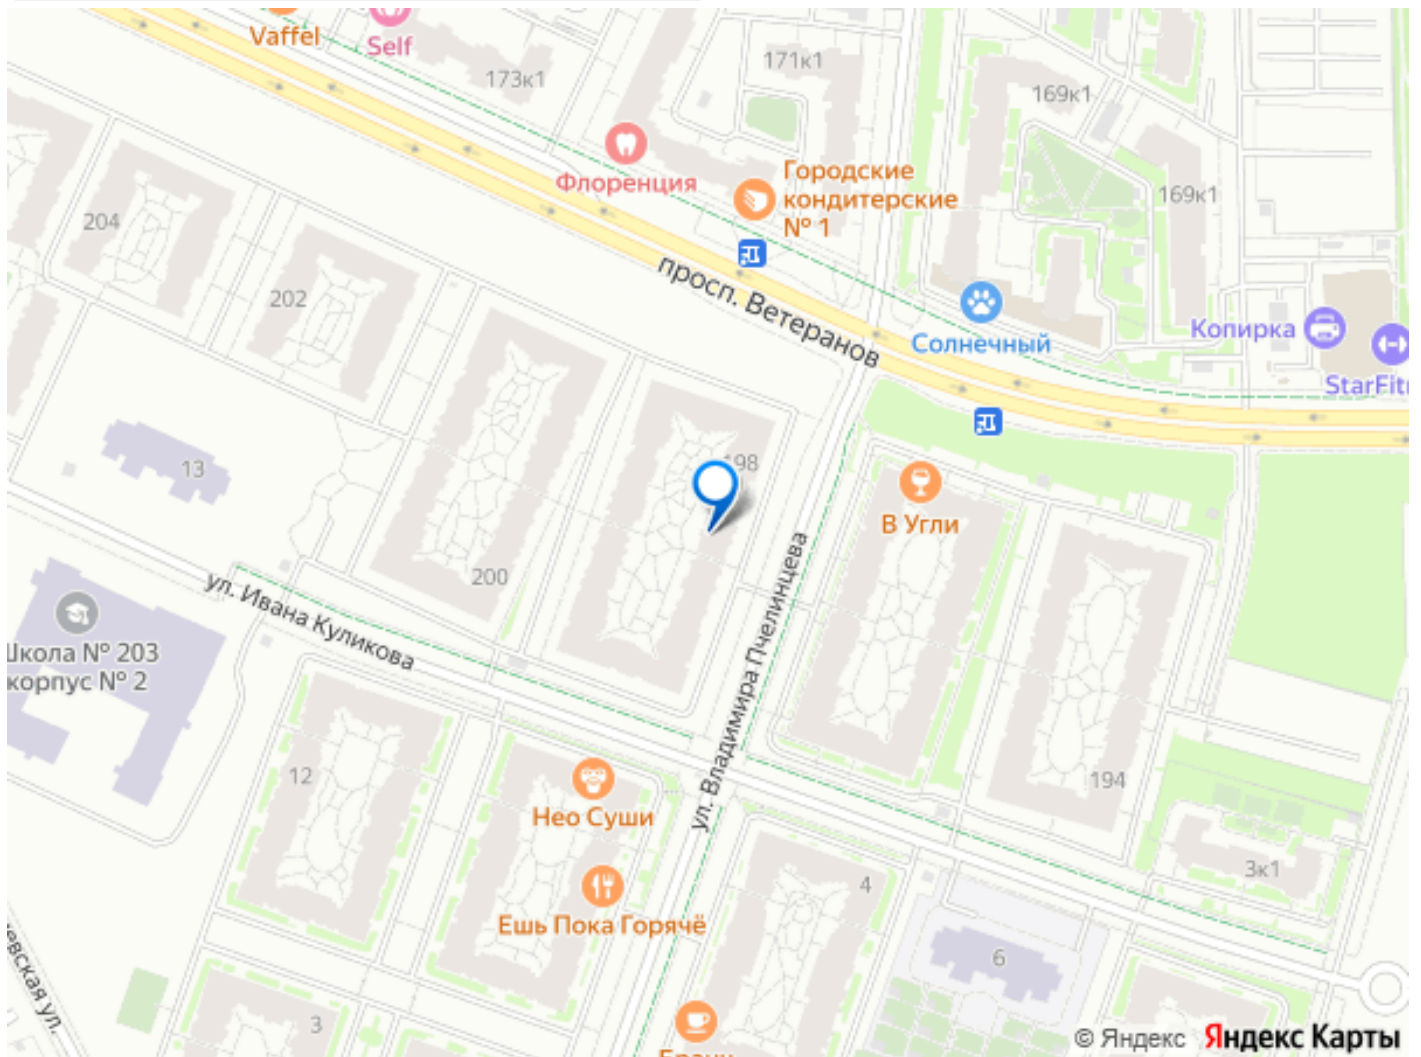 Vaffel
Self
173к1
171к1
169к1
Флоренция
Городские
кондитерские
№ 1
169к1
204
202
просп. Ветеранов
Солнечный
Копирка
StarFit
198
13
В Угли
200
ул. Ивана Куликова
ул. Владимира Пчелинцева
Школа № 203
корпус № 2
12
194
Нео Суши
4
3к1
Ешь Пока Горячё
6
евская ул.
3
© Яндекс Яндекс Карты